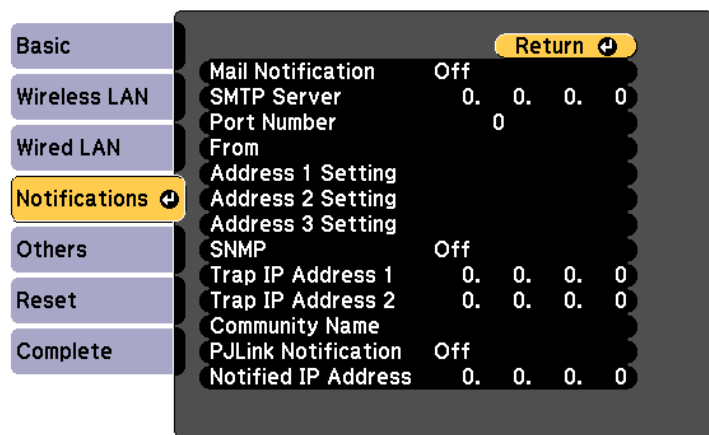 Basic
Wireless LAN
Wired LAN
Notifications
Others
Reset
Complete
Return
Mail Notification Off
SMTP Server 0. 0. 0. 0
Port Number 0
From
Address 1 Setting
Address 2 Setting
Address 3 Setting
SNMP Off
Trap IP Address 1 0. 0. 0. 0
Trap IP Address 2 0. 0. 0. 0
Community Name
PJLink Notification Off
Notified IP Address 0. 0. 0. 0